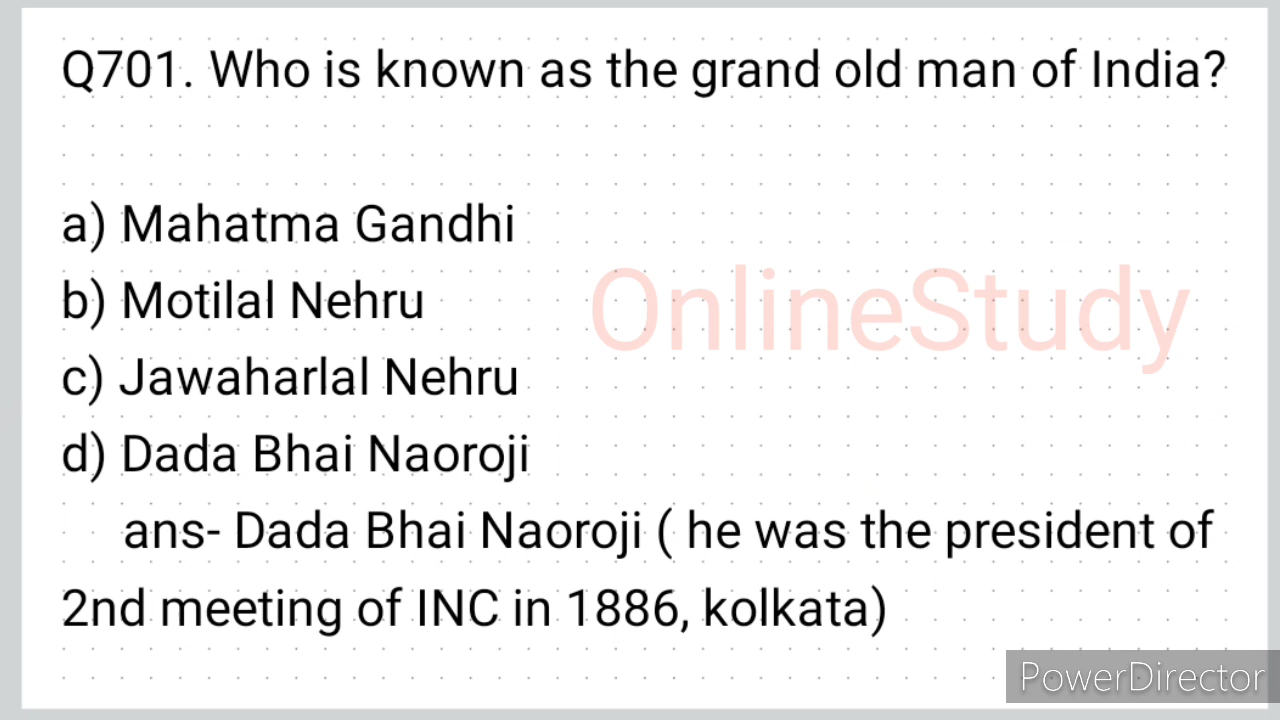 Q701. Who is known as the grand old man of India?
a) Mahatma Gandhi
b) Motilal Nehru
OnlineStudy
c) Jawaharlal Nehru
d) Dada Bhai Naoroji
ans- Dada Bhai Naoroji ( he was the president of
2nd meeting of INC in 1886, kolkata)
PowerDirector